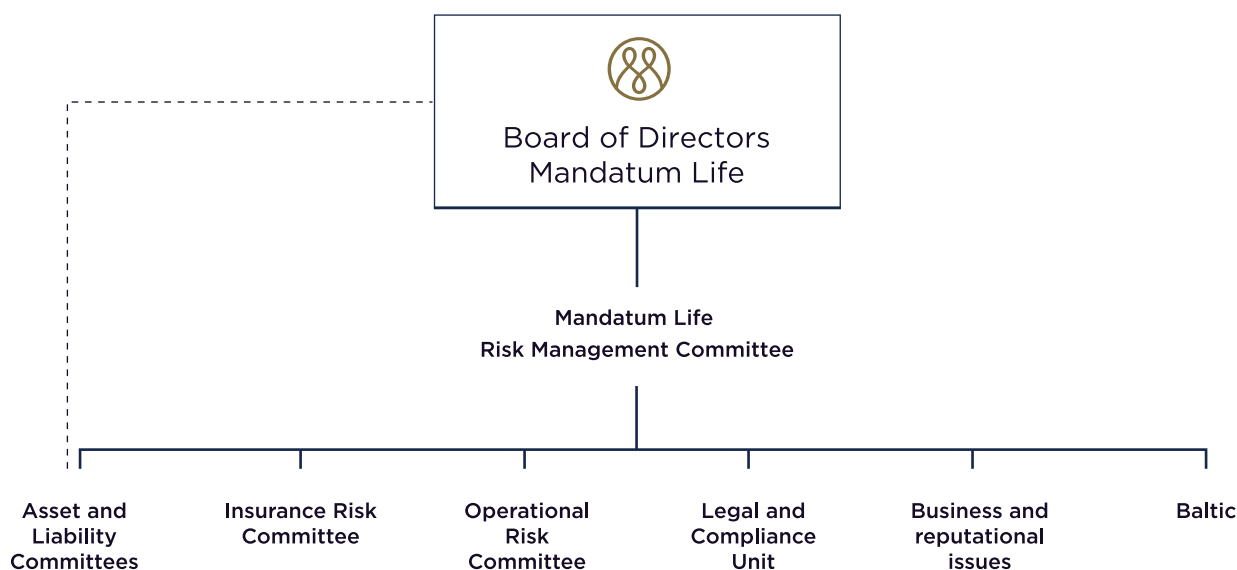 Board of Directors
Mandatum Life
Mandatum Life
Risk Management Committee
Asset and
Liability
Committees
Insurance Risk
Committee
Operational
Risk
Committee
Legal and
Compliance
Unit
Business and
reputational
issues
Baltic